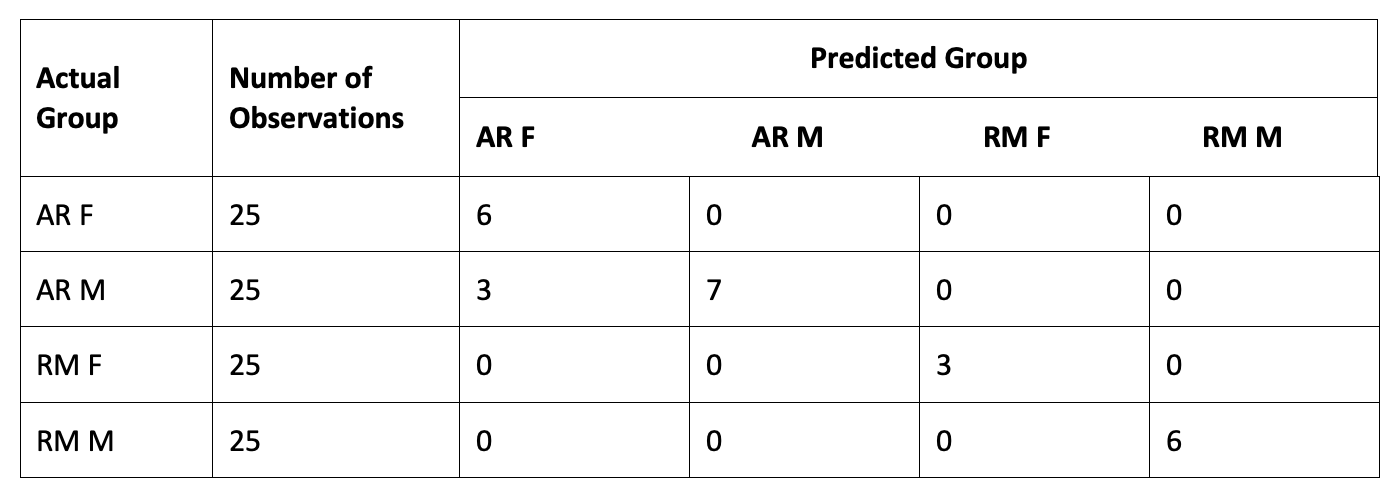 Actual Group Number of Observations Predicted Group
AR F AR M RM F RM M
AR F 25 6 0 0 0
AR M 25 3 7 0 0
RM F 25 0 0 3 0
RM M 25 0 0 0 6